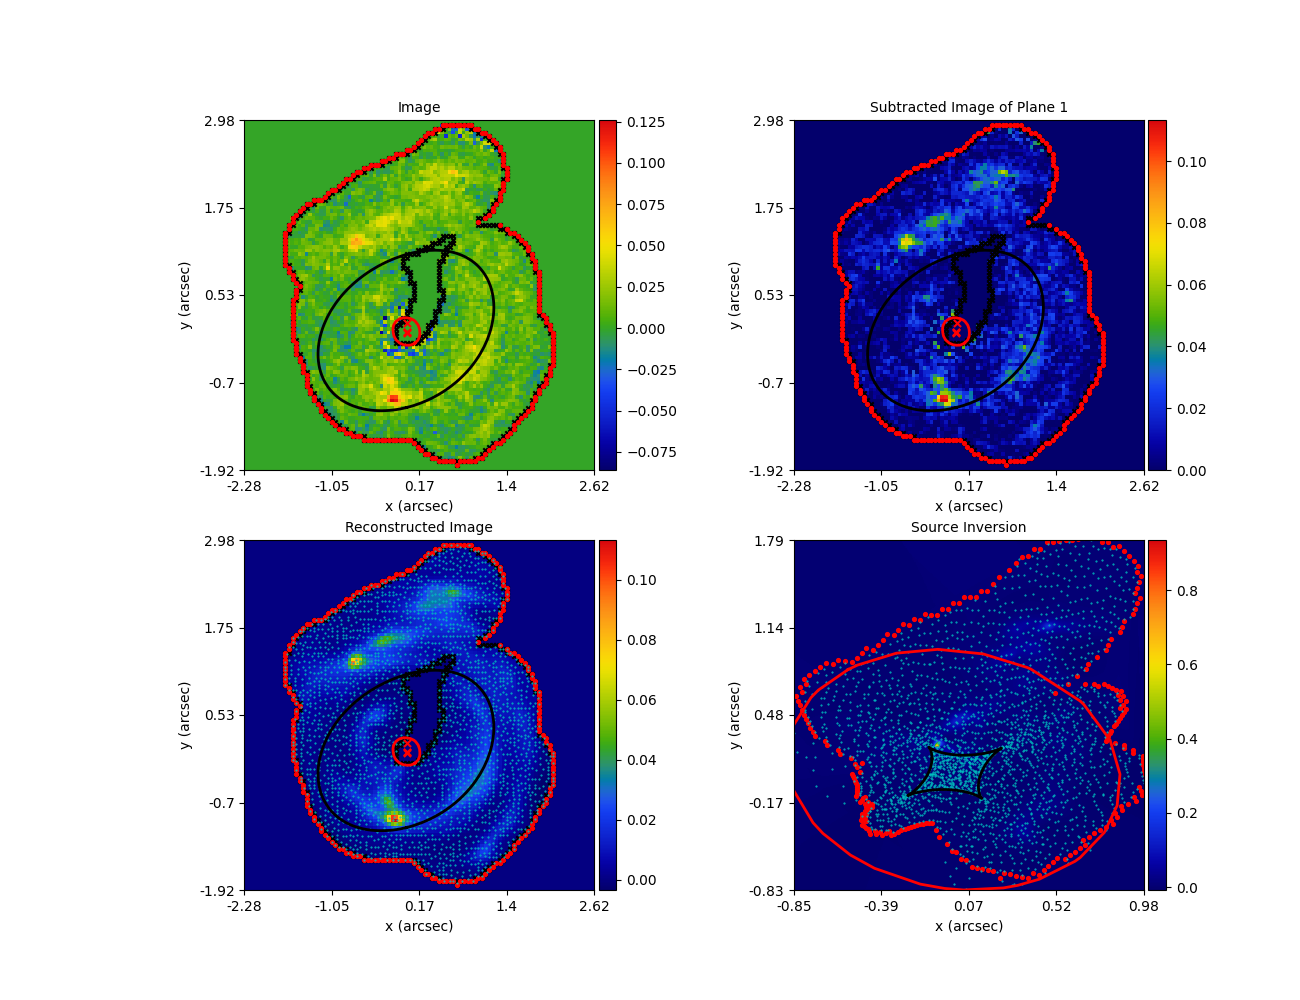 Image
2.98
1.75
0.53
-0.7
-1.92
y (arcsec)
-2.28 -1.05 0.17 1.4 2.62
x (arcsec)
0.125
0.100
0.075
0.050
0.025
0.000
−0.025
−0.050
−0.075
Subtracted Image of Plane 1
2.98
1.75
0.53
-0.7
-1.92
y (arcsec)
-2.28 -1.05 0.17 1.4 2.62
x (arcsec)
0.10
0.08
0.06
0.04
0.02
0.00
Reconstructed Image
2.98
1.75
0.53
-0.7
-1.92
y (arcsec)
-2.28 -1.05 0.17 1.4 2.62
x (arcsec)
0.10
0.08
0.06
0.04
0.02
0.00
Source Inversion
1.79
1.14
0.48
-0.17
-0.83
y (arcsec)
-0.85 -0.39 0.07 0.52 0.98
x (arcsec)
0.8
0.6
0.4
0.2
0.0